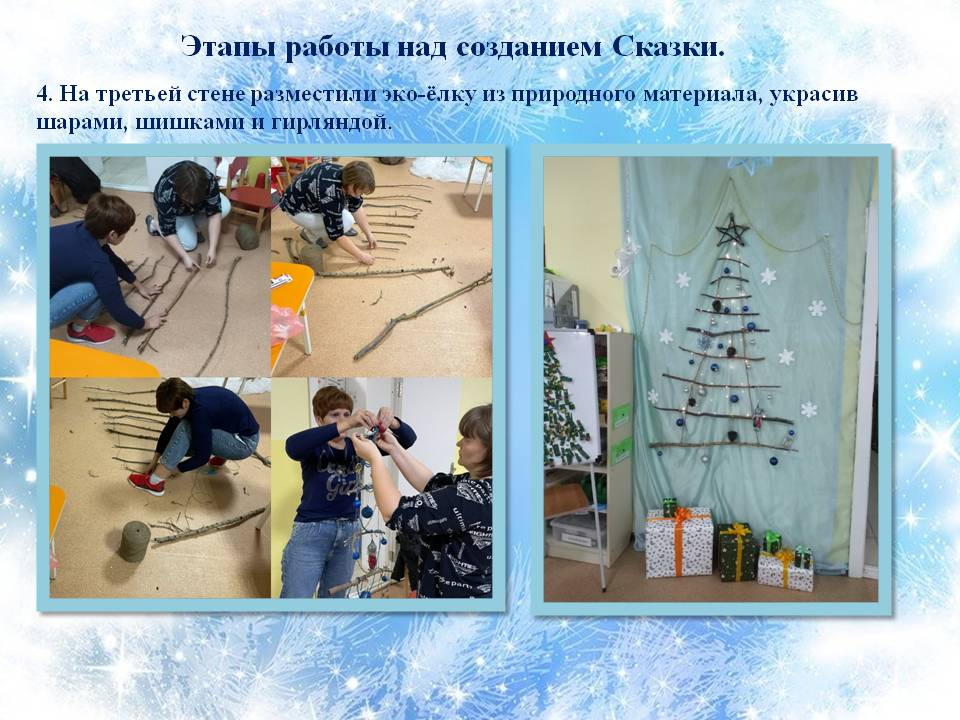 Этапы работы над созданием Сказки.
4. На третьей стене разместили эко-ёлку из природного материала, украсив
шарами, шишками и гирляндой.